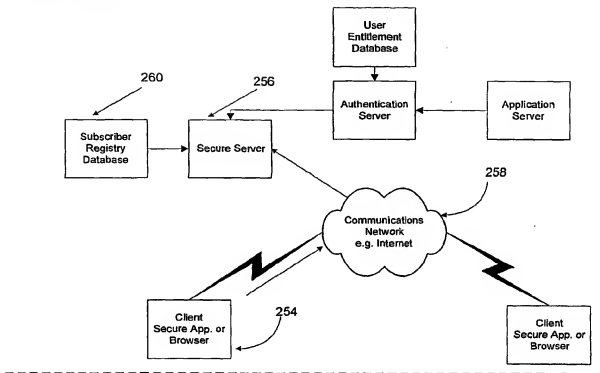 User
Entitlement
Database
260
256
Authentication
Server
Application
Server
Subscriber
Registry
Database
Secure Server
258
Communications
Network
e.g. Internet
Client
Secure App. or
Browser
254
Client
Secure App. or
Browser